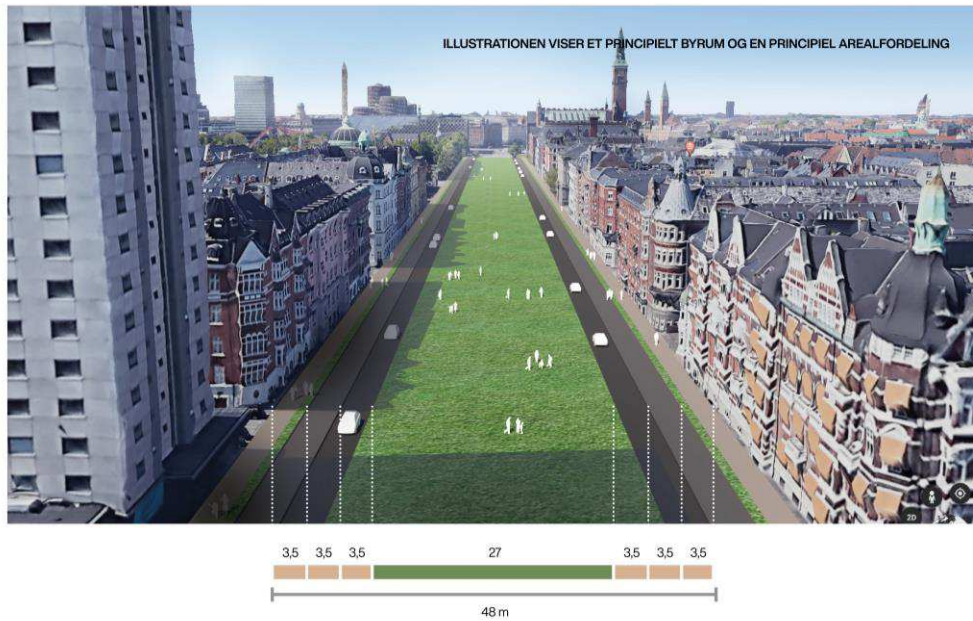 ILLUSTRATIONEN VISER ET PRINCIPIELT BYRUM OG EN PRINCIPIEL AREALFORDELING
2D
3,5 3,5 3,5 27 3,5 3,5 3,5
48 m